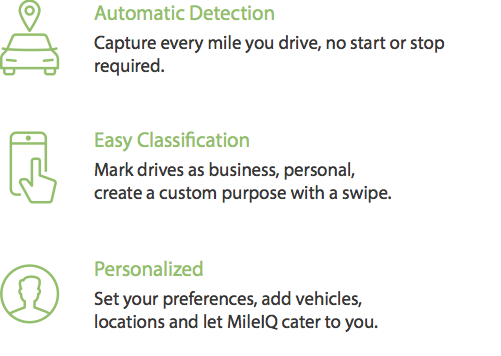 Automatic Detection
Capture every mile you drive, no start or stop
required.
Easy Classification
Mark drives as business, personal,
create a custom purpose with a swipe.
Personalized
Set your preferences, add vehicles,
locations and let MileIQ cater to you.